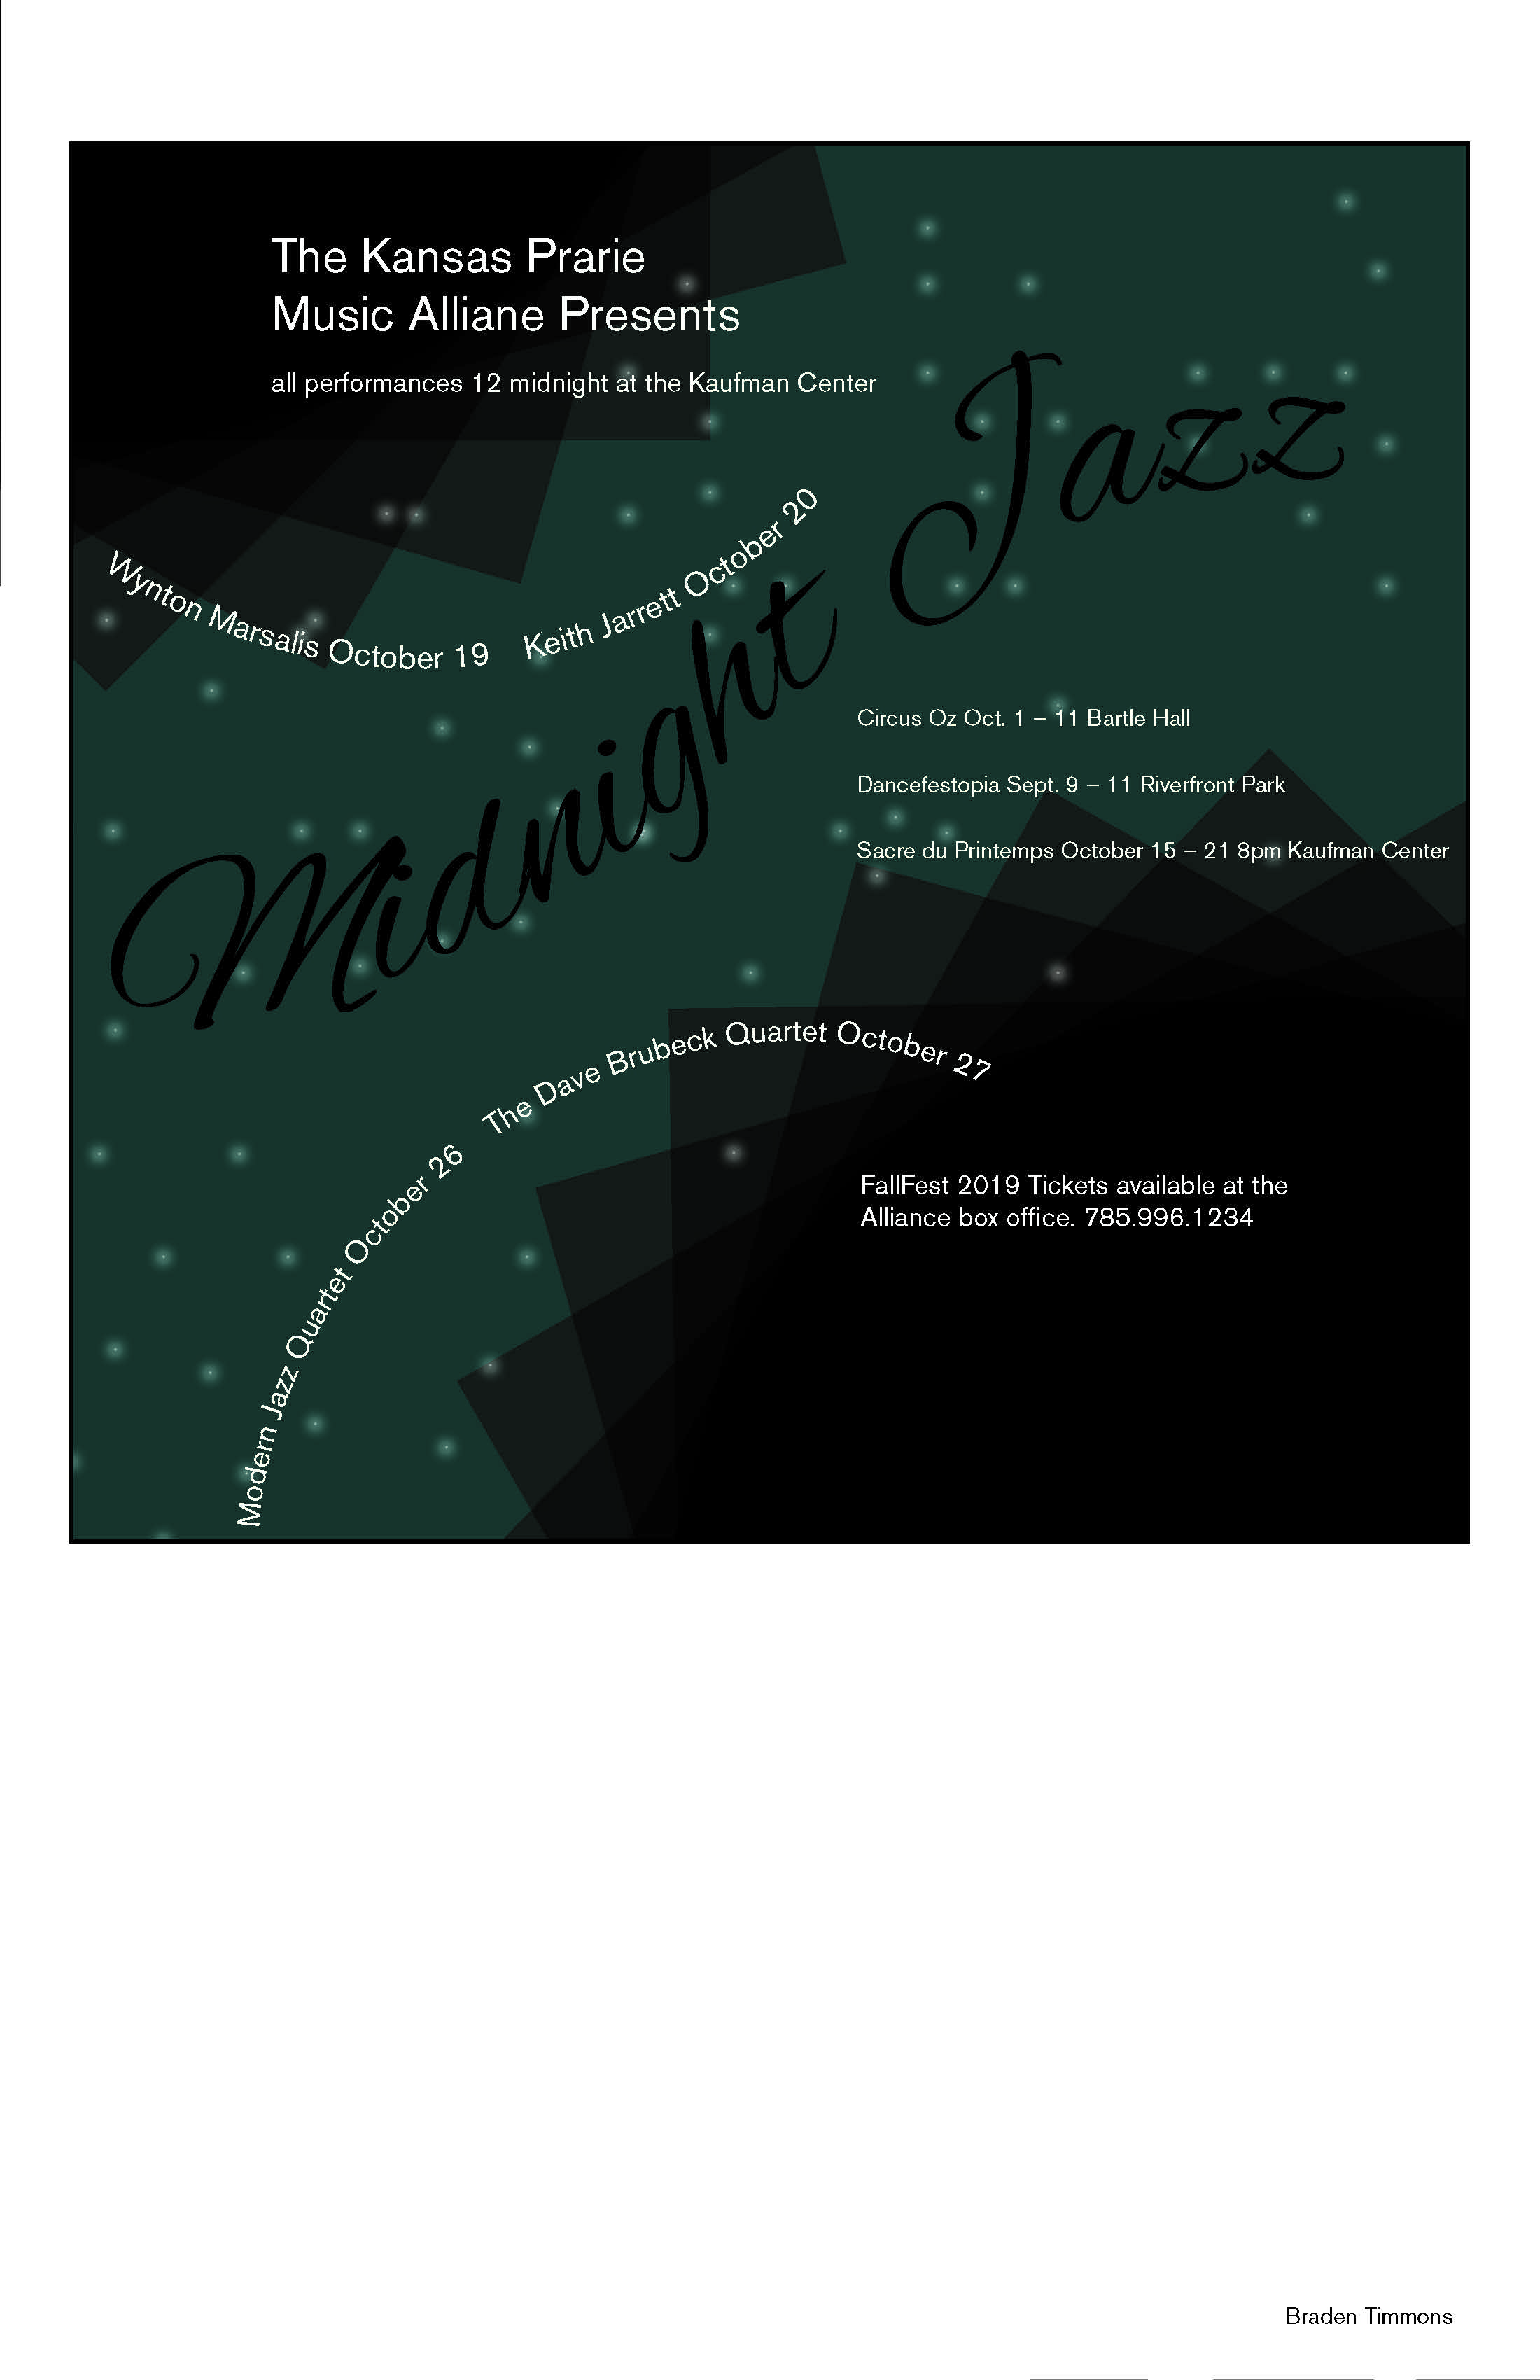 The Kansas Prarie
Music Alliane Presents
all performances 12 midnight at the Kaufman Center
Wynton Marsalis October 19 Keith Jarrett October 20
Midnight Jazz
Circus Oz Oct. 1 – 11 Bartle Hall
Dancefestopia Sept. 9 – 11 Riverfront Park
Sacre du Printemps October 15 – 21 8pm Kaufman Center
Modern Jazz Quartet October 26 The Dave Brubeck Quartet October 27
FallFest 2019 Tickets available at the
Alliance box office. 785.996.1234
Braden Timmons